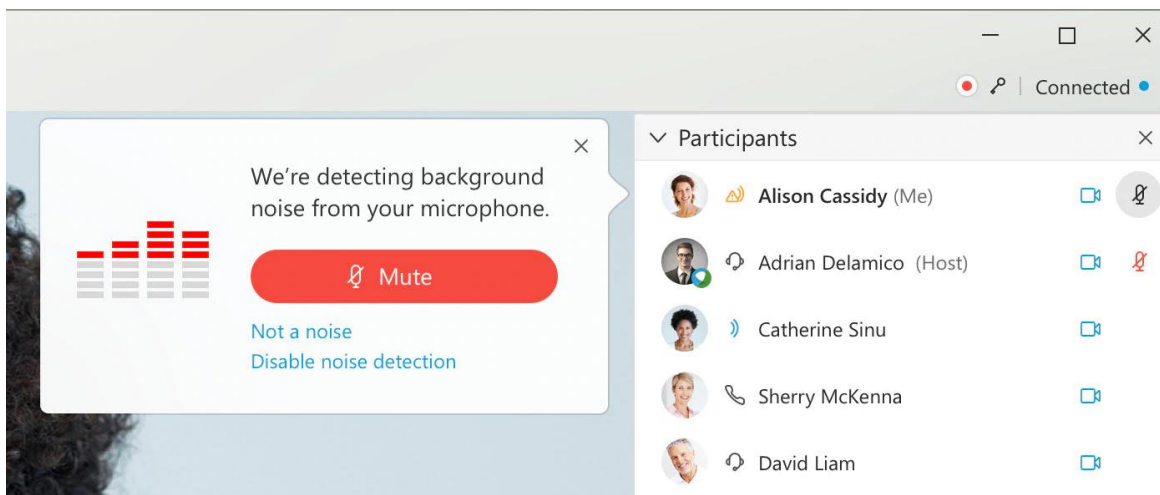 Connected
We’re detecting background
noise from your microphone.
Mute
Not a noise
Disable noise detection
Participants
Alison Cassidy (Me)
Adrian Delamico (Host)
Catherine Sinu
Sherry McKenna
David Liam